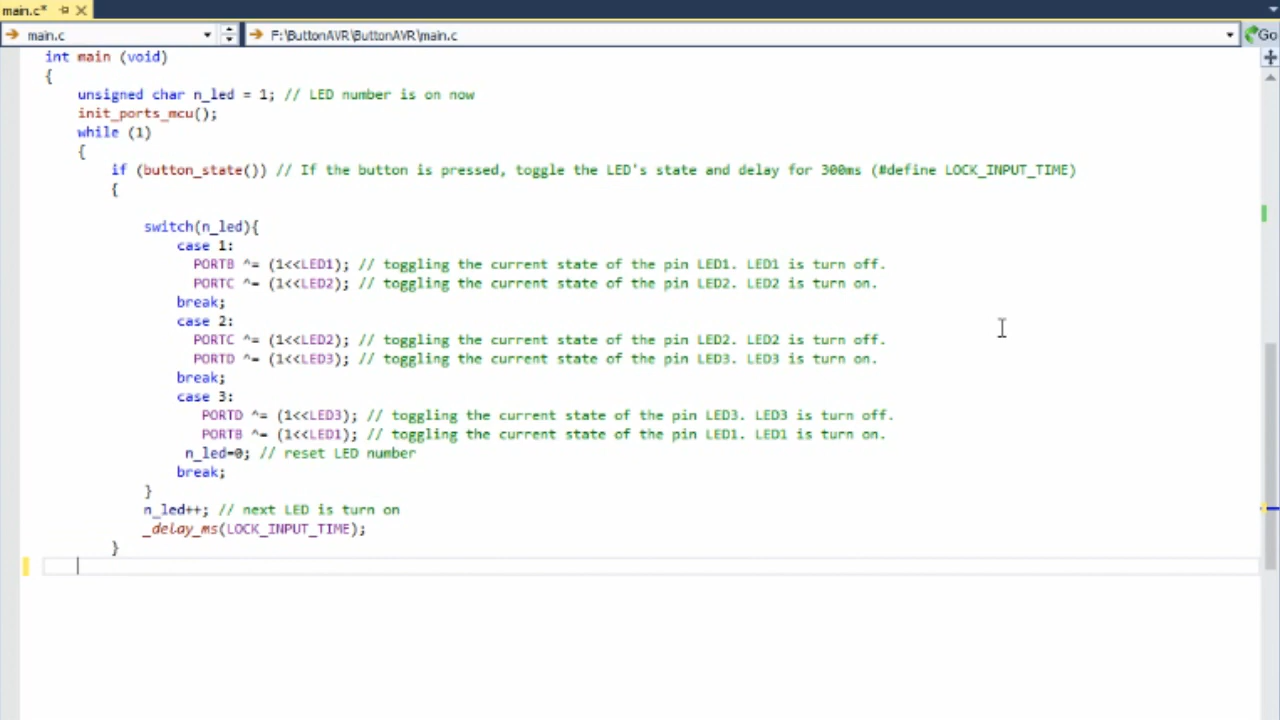 main.c*
main.c
F:\ButtonAVR\ButtonAVR\main.c
Go
int main (void)
{
unsigned char n_led = 1; // LED number is on now
init_ports_mcu();
while (1)
{
if (button_state()) // If the button is pressed, toggle the LED's state and delay for 300ms (#define LOCK_INPUT_TIME)
{
switch(n_led){
case 1:
PORTB ^= (1<<LED1); // toggling the current state of the pin LED1. LED1 is turn off.
PORTC ^= (1<<LED2); // toggling the current state of the pin LED2. LED2 is turn on.
break;
case 2:
PORTC ^= (1<<LED2); // toggling the current state of the pin LED2. LED2 is turn off.
PORTD ^= (1<<LED3); // toggling the current state of the pin LED3. LED3 is turn on.
break;
case 3:
PORTD ^= (1<<LED3); // toggling the current state of the pin LED3. LED3 is turn off.
PORTB ^= (1<<LED1); // toggling the current state of the pin LED1. LED1 is turn on.
n_led=0; // reset LED number
break;
}
n_led++; // next LED is turn on
_delay_ms(LOCK_INPUT_TIME);
}